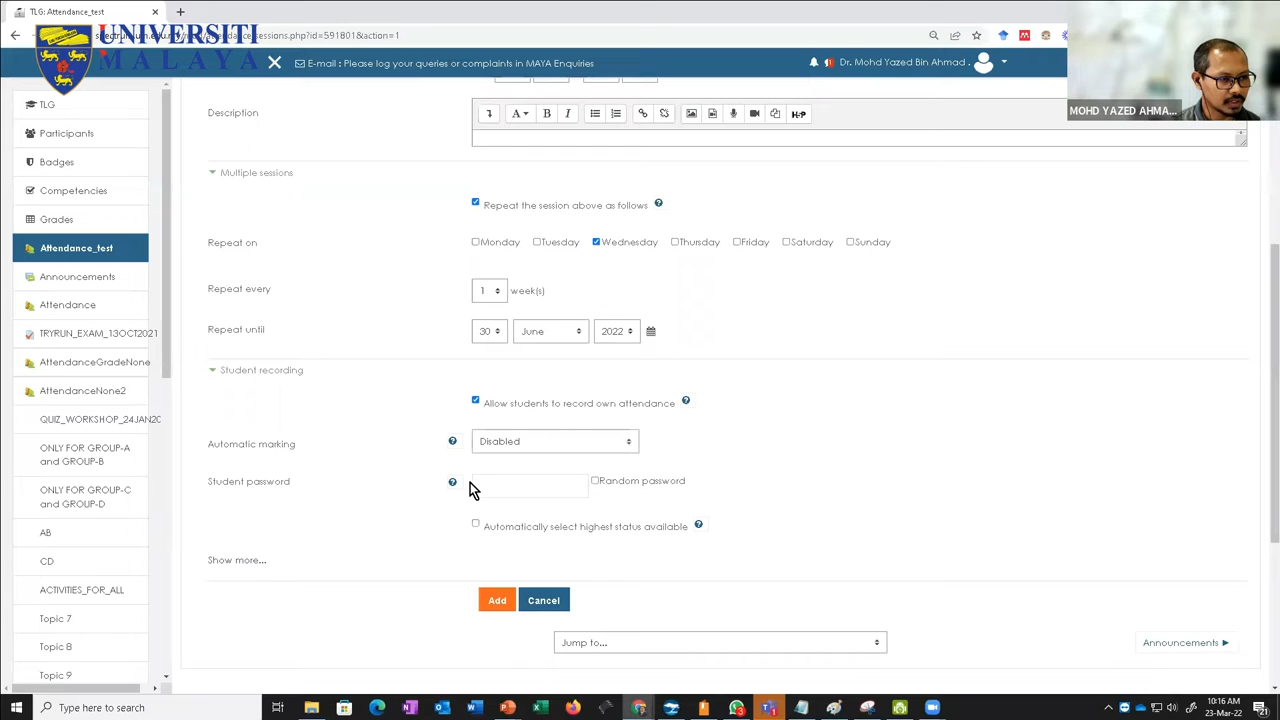 TLG: Attendance_test
UNIVERSITI
MALAYA
sessions.php?id=591801&action=1
E-mail : Please log your queries or complaints in MAYA Enquiries
Dr. Mohd Yazed Bin Ahmad .
MOHD YAZED AHMA...
TLG
Participants
Badges
Competencies
Grades
Attendance_test
Announcements
Attendance
TRYRUN_EXAM_13OCT2021
AttendanceGradeNone
AttendanceNone2
QUIZ_WORKSHOP_24JAN20
ONLY FOR GROUP-A
and GROUP-B
ONLY FOR GROUP-C
and GROUP-D
AB
CD
ACTIVITIES_FOR_ALL
Topic 7
Topic 8
Topic 9
Description
A B I H-P
Multiple sessions
Repeat the session above as follows
Repeat on
Monday Tuesday Wednesday Thursday Friday Saturday Sunday
Repeat every
1 week(s)
Repeat until
30 June 2022
Student recording
Allow students to record own attendance
Automatic marking
Disabled
Student password
Random password
Automatically select highest status available
Show more...
Add Cancel
Jump to...
Announcements ►
Type here to search
10:16 AM
23-Mar-22